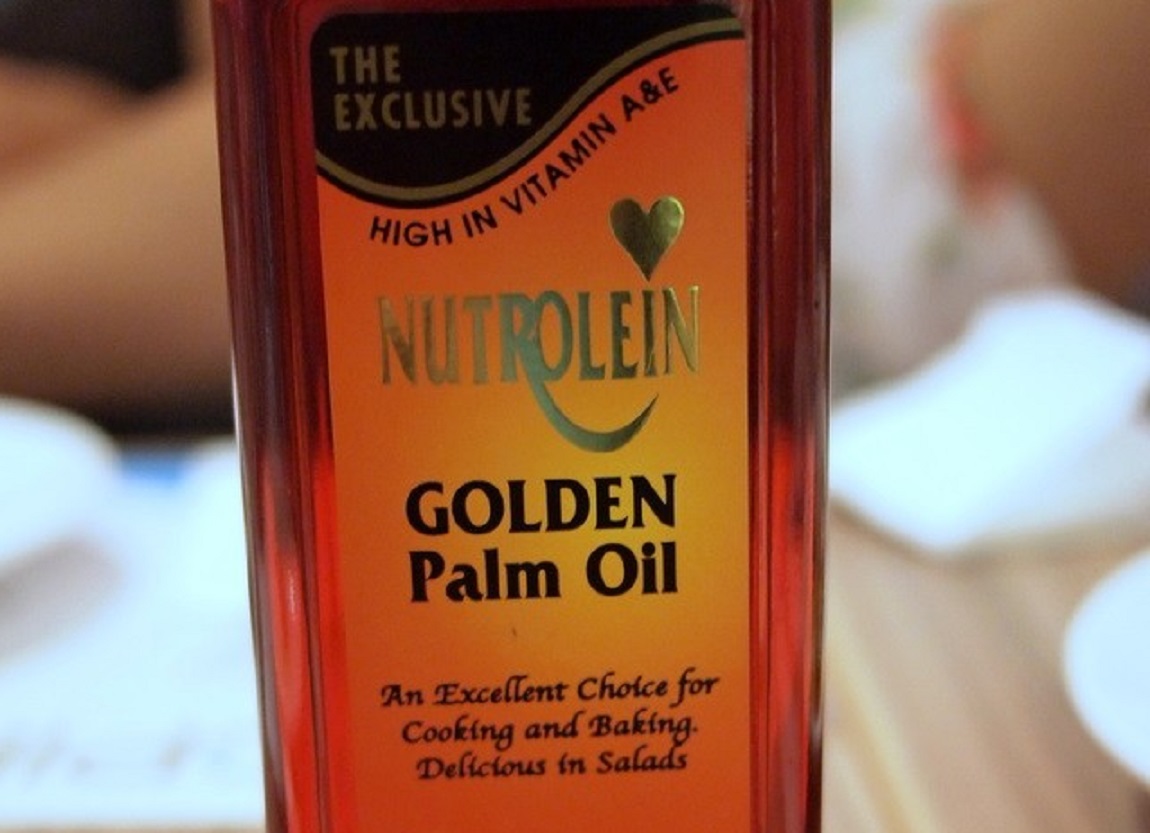 THE
EXCLUSIVE
HIGH IN VITAMIN A&E
NUTROLEIN
GOLDEN
Palm Oil
An Excellent Choice for
Cooking and Baking.
Delicious in Salads